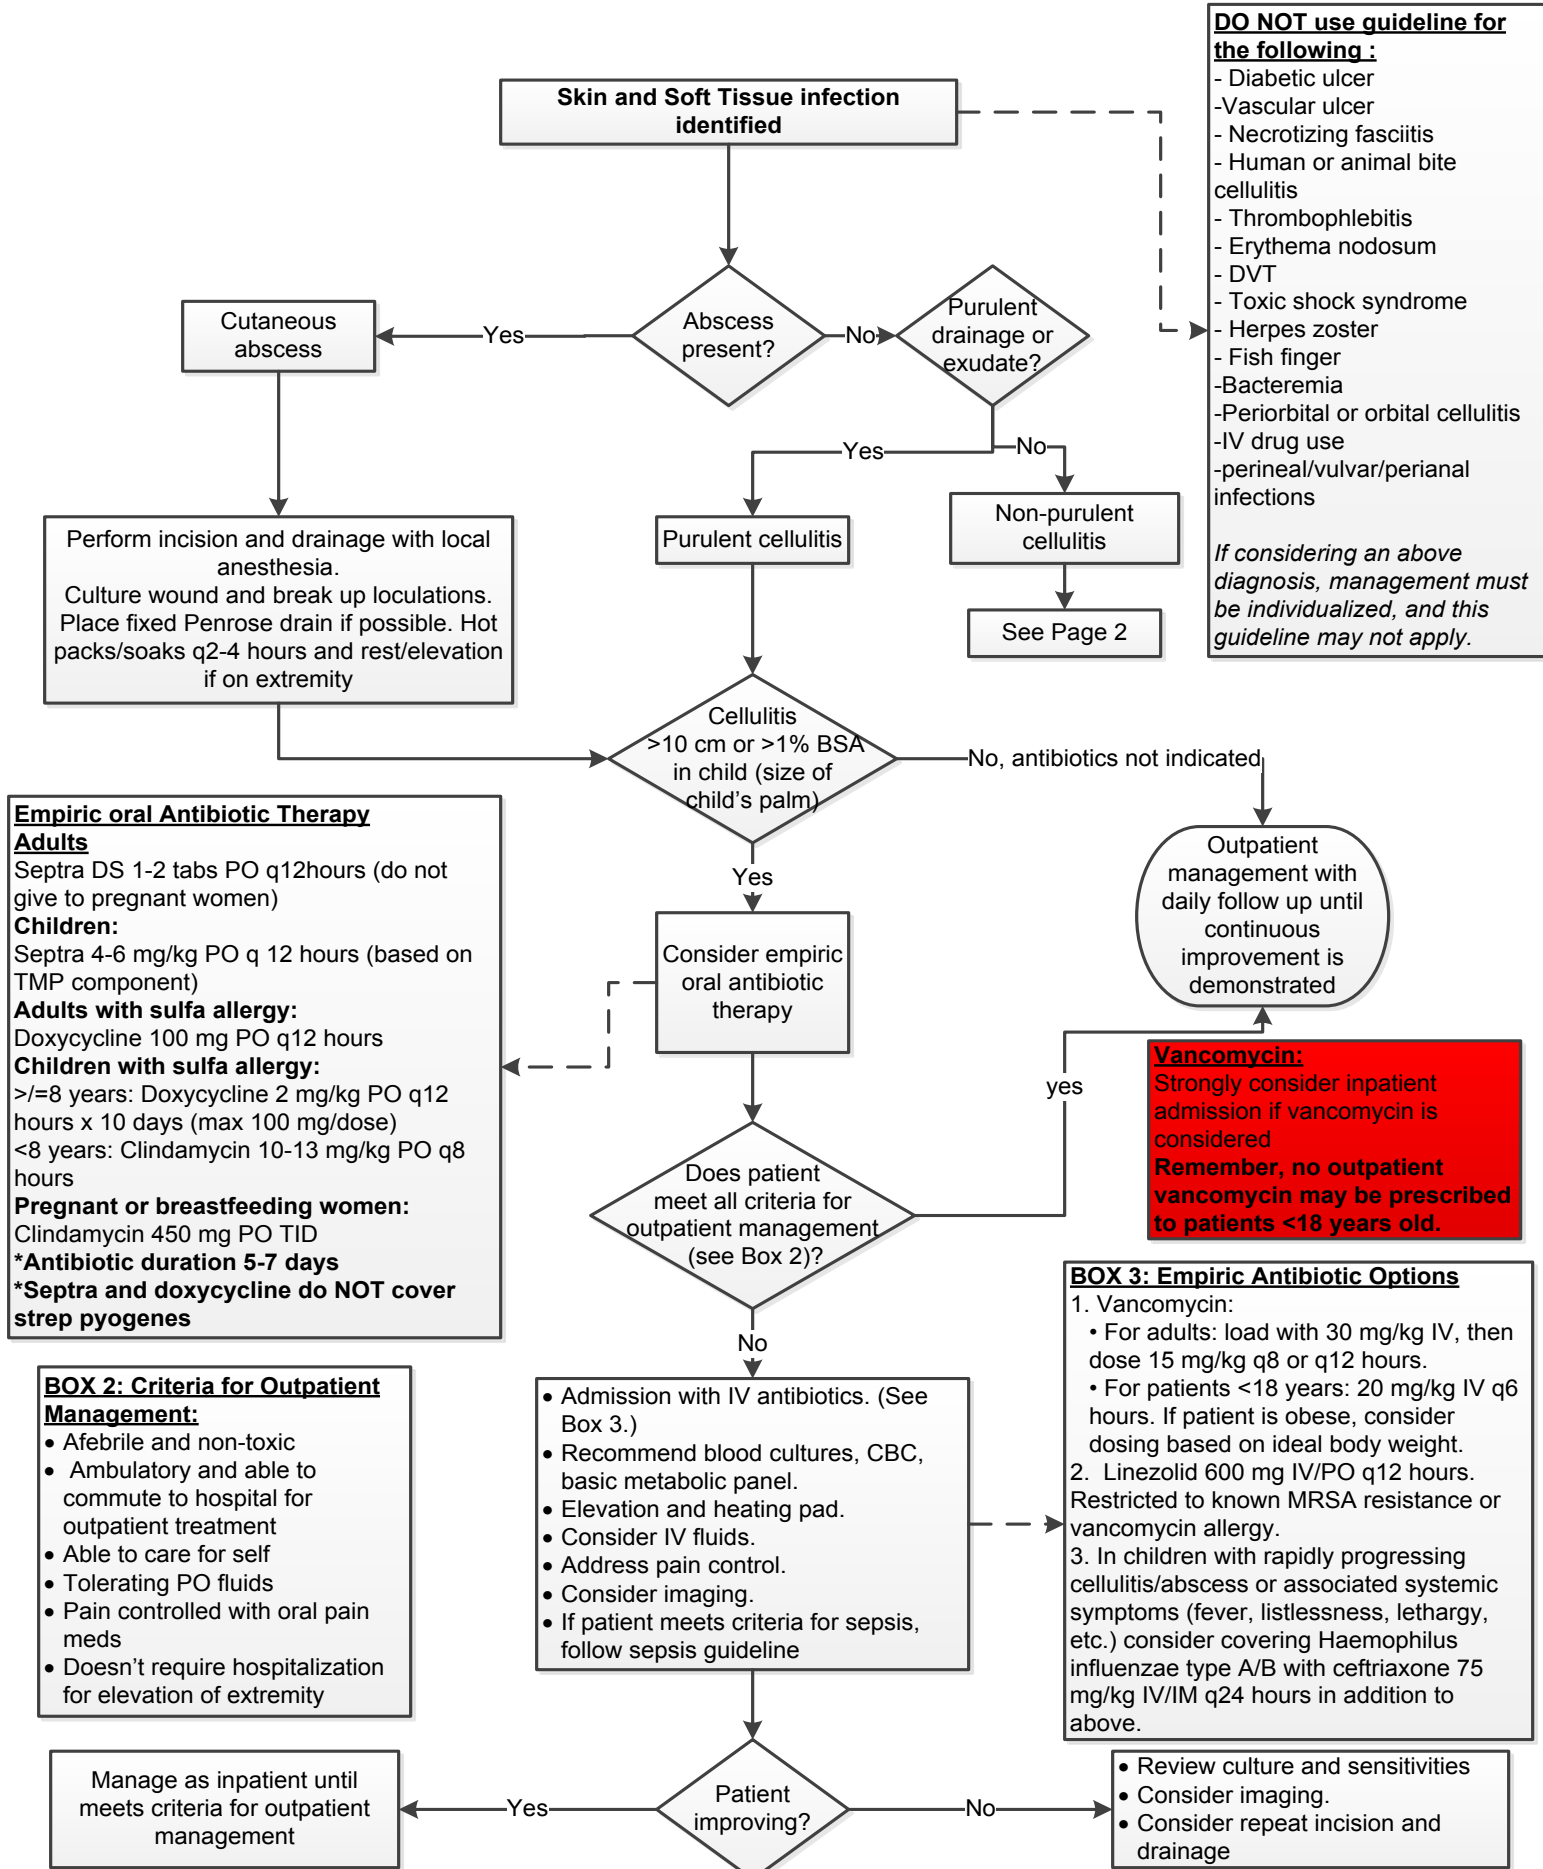 Skin and Soft Tissue infection
identified
DO NOT use guideline for
the following :
- Diabetic ulcer
-Vascular ulcer
- Necrotizing fasciitis
- Human or animal bite
cellulitis
- Thrombophlebitis
- Erythema nodosum
- DVT
- Toxic shock syndrome
- Herpes zoster
- Fish finger
-Bacteremia
-Periorbital or orbital cellulitis
-IV drug use
-perineal/vulvar/perianal
infections
If considering an above
diagnosis, management must
be individualized, and this
guideline may not apply.
Abscess
present?
Yes
No
Cutaneous
abscess
Purulent
drainage or
exudate?
Yes
No
Perform incision and drainage with local
anesthesia.
Culture wound and break up loculations.
Place fixed Penrose drain if possible. Hot
packs/soaks q2-4 hours and rest/elevation
if on extremity
Purulent cellulitis
Non-purulent
cellulitis
See Page 2
Cellulitis
>10 cm or >1% BSA
in child (size of
child's palm)
No, antibiotics not indicated
Yes
Outpatient
management with
daily follow up until
continuous
improvement is
demonstrated
Empiric oral Antibiotic Therapy
Adults
Septra DS 1-2 tabs PO q12hours (do not
give to pregnant women)
Children:
Septra 4-6 mg/kg PO q 12 hours (based on
TMP component)
Adults with sulfa allergy:
Doxycycline 100 mg PO q12 hours
Children with sulfa allergy:
>/=8 years: Doxycycline 2 mg/kg PO q12
hours x 10 days (max 100 mg/dose)
<8 years: Clindamycin 10-13 mg/kg PO q8
hours
Pregnant or breastfeeding women:
Clindamycin 450 mg PO TID
*Antibiotic duration 5-7 days
*Septra and doxycycline do NOT cover
strep pyogenes
Consider empiric
oral antibiotic
therapy
Does patient
meet all criteria for
outpatient management
(see Box 2)?
yes
No
Vancomycin:
Strongly consider inpatient
admission if vancomycin is
considered
Remember, no outpatient
vancomycin may be prescribed
to patients <18 years old.
BOX 2: Criteria for Outpatient
Management:
• Afebrile and non-toxic
• Ambulatory and able to
commute to hospital for
outpatient treatment
• Able to care for self
• Tolerating PO fluids
• Pain controlled with oral pain
meds
• Doesn't require hospitalization
for elevation of extremity
• Admission with IV antibiotics. (See
Box 3.)
• Recommend blood cultures, CBC,
basic metabolic panel.
• Elevation and heating pad.
• Consider IV fluids.
• Address pain control.
• Consider imaging.
• If patient meets criteria for sepsis,
follow sepsis guideline
BOX 3: Empiric Antibiotic Options
1. Vancomycin:
• For adults: load with 30 mg/kg IV, then
dose 15 mg/kg q8 or q12 hours.
• For patients <18 years: 20 mg/kg IV q6
hours. If patient is obese, consider
dosing based on ideal body weight.
2. Linezolid 600 mg IV/PO q12 hours.
Restricted to known MRSA resistance or
vancomycin allergy.
3. In children with rapidly progressing
cellulitis/abscess or associated systemic
symptoms (fever, listlessness, lethargy,
etc.) consider covering Haemophilus
influenzae type A/B with ceftriaxone 75
mg/kg IV/IM q24 hours in addition to
above.
Patient
improving?
Yes
No
Manage as inpatient until
meets criteria for outpatient
management
• Review culture and sensitivities
• Consider imaging.
• Consider repeat incision and
drainage